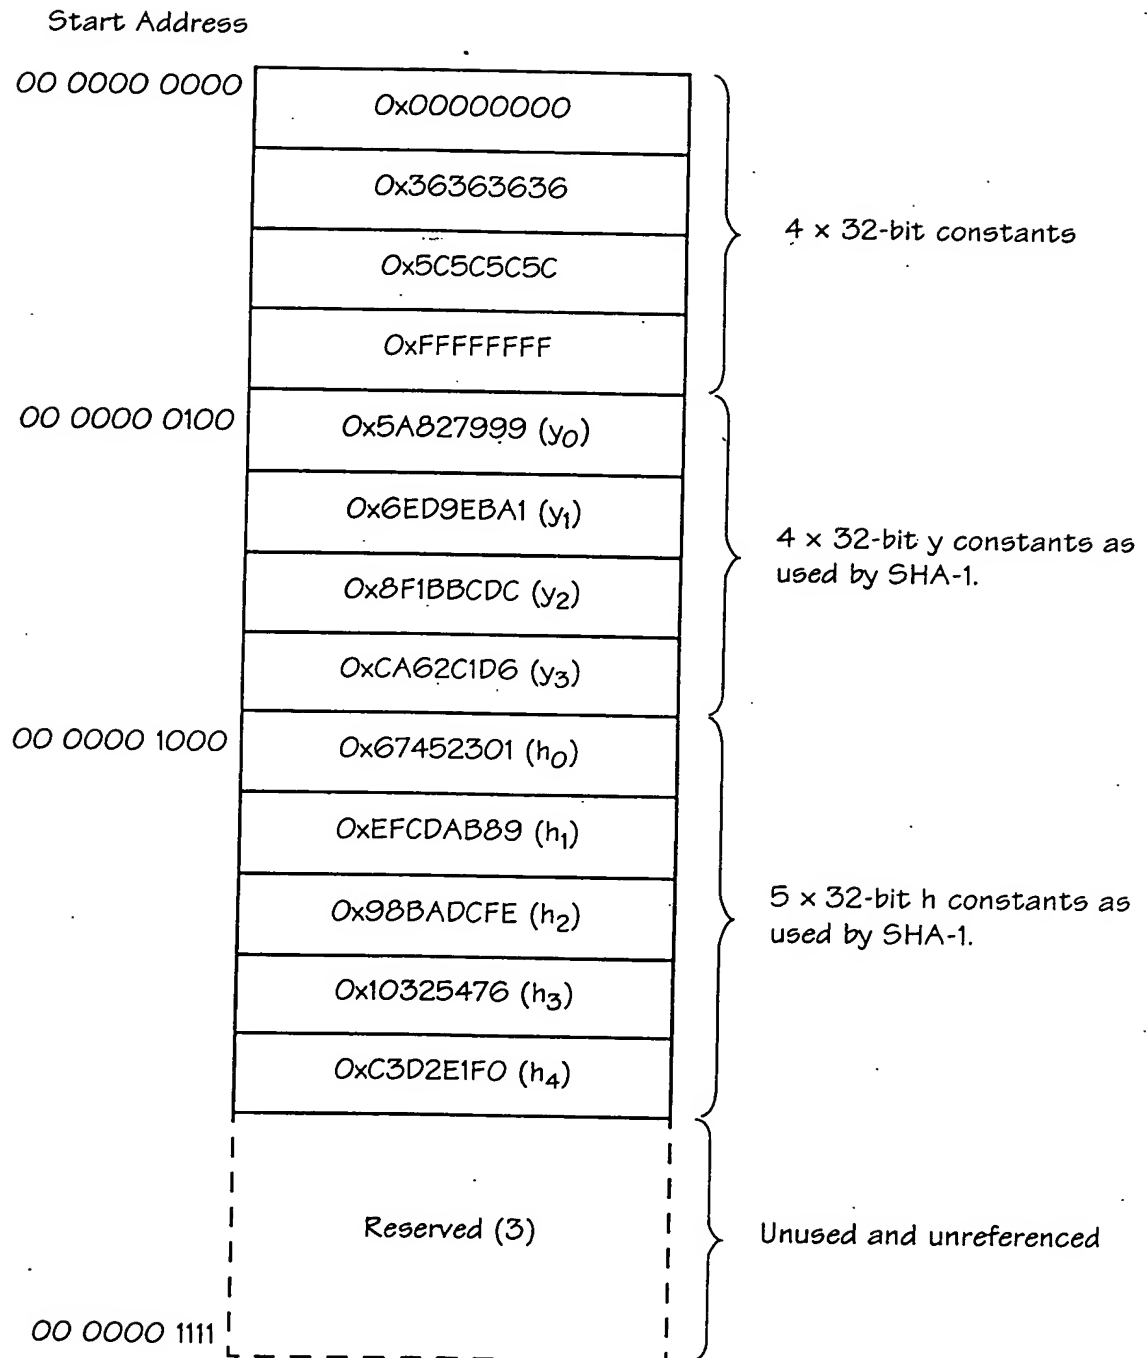 Start Address
00 0000 0000
0x00000000
0x36363636
4 x 32-bit constants
0x5C5C5C5C
0xFFFFFFFF
00 0000 0100
0x5A827999 (y0)
0x6ED9EBA1 (y1)
4 x 32-bit y constants as
used by SHA-1.
0x8F1BBCDC (y2)
0xCA62C1D6 (y3)
00 0000 1000
0x67452301 (h0)
0xEFCDAB89 (h1)
0x98BADCFE (h2)
5 x 32-bit h constants as
used by SHA-1.
0x10325476 (h3)
0xC3D2E1F0 (h4)
Reserved (3)
Unused and unreferenced
00 0000 1111